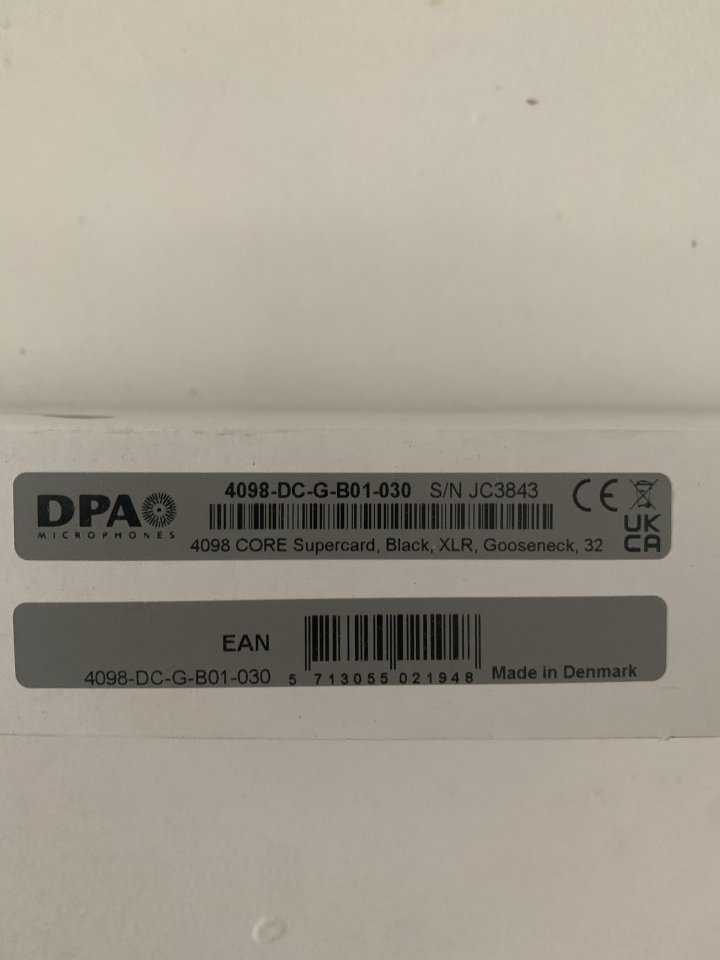 4098-DC-G-B01-030 S/N JC3843
DPA
MICROPHONES
4098 CORE Supercard, Black, XLR, Gooseneck, 32
CE
UK
CA
EAN
4098-DC-G-B01-030
5 713055 021948
Made in Denmark